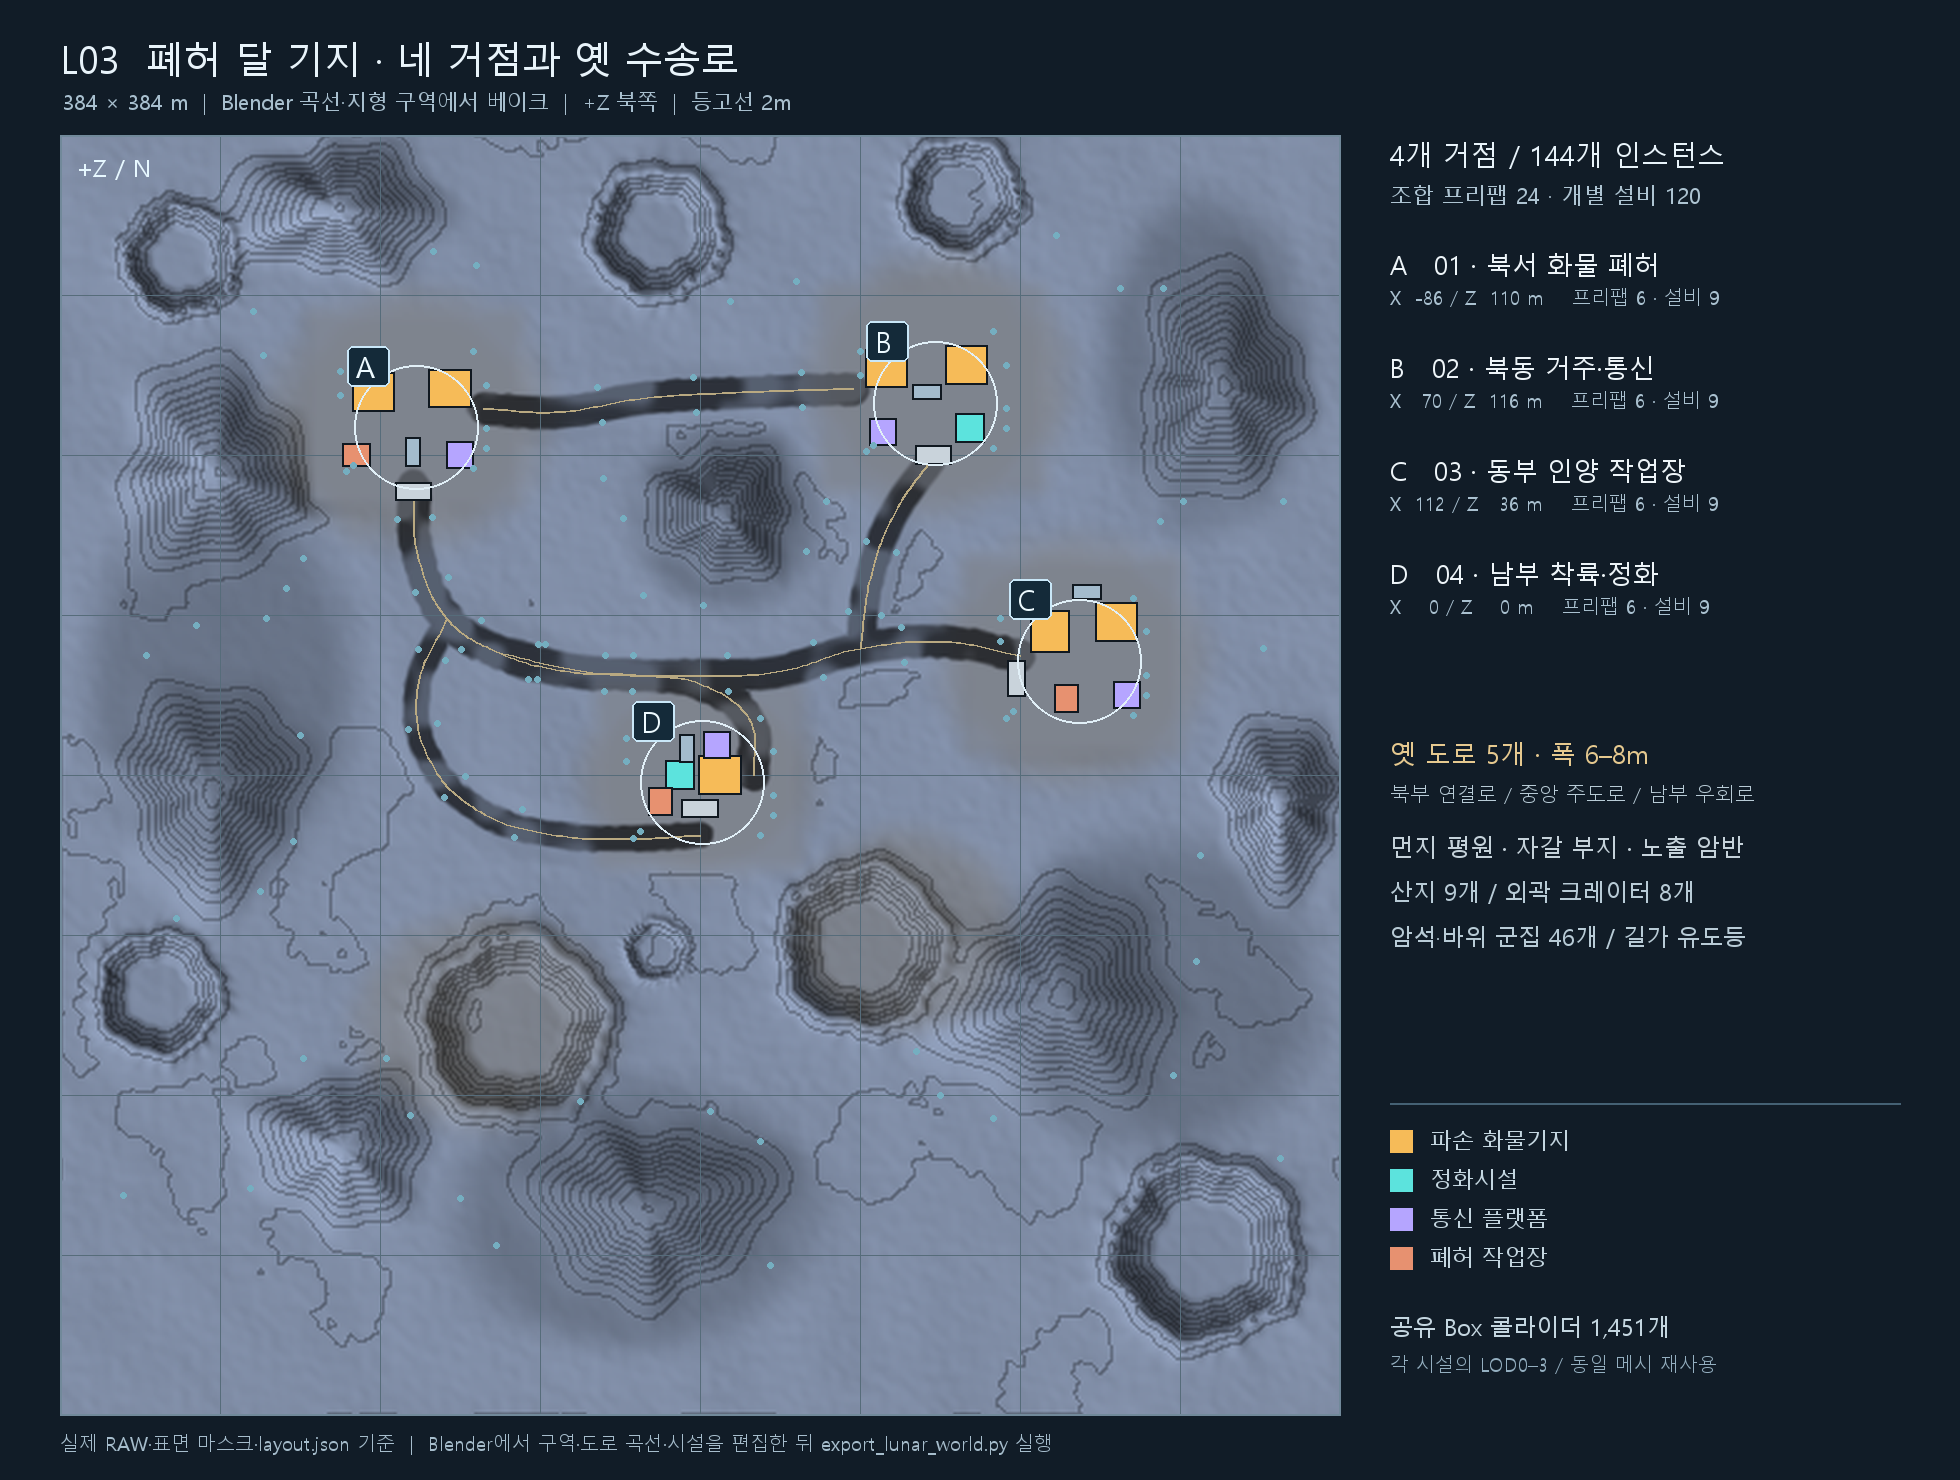 L03 폐허 달 기지 · 네 거점과 옛 수송로
384 × 384 m | Blender 곡선·지형 구역에서 베이크 | +Z 북쪽 | 등고선 2m
+Z / N
A
B
C
D
4개 거점 / 144개 인스턴스
조합 프리팹 24 · 개별 설비 120
A 01 · 북서 화물 폐허
X -86 / Z 110 m 프리팹 6 · 설비 9
B 02 · 북동 거주·통신
X 70 / Z 116 m 프리팹 6 · 설비 9
C 03 · 동부 인양 작업장
X 112 / Z 36 m 프리팹 6 · 설비 9
D 04 · 남부 착륙·정화
X 0 / Z 0 m 프리팹 6 · 설비 9
옛 도로 5개 · 폭 6–8m
북부 연결로 / 중앙 주도로 / 남부 우회로
먼지 평원 · 자갈 부지 · 노출 암반
산지 9개 / 외곽 크레이터 8개
암석·바위 군집 46개 / 길가 유도등
파손 화물기지
정화시설
통신 플랫폼
폐허 작업장
공유 Box 콜라이더 1,451개
각 시설의 LOD0–3 / 동일 메시 재사용
실제 RAW·표면 마스크·layout.json 기준 | Blender에서 구역·도로 곡선·시설을 편집한 뒤 export_lunar_world.py 실행